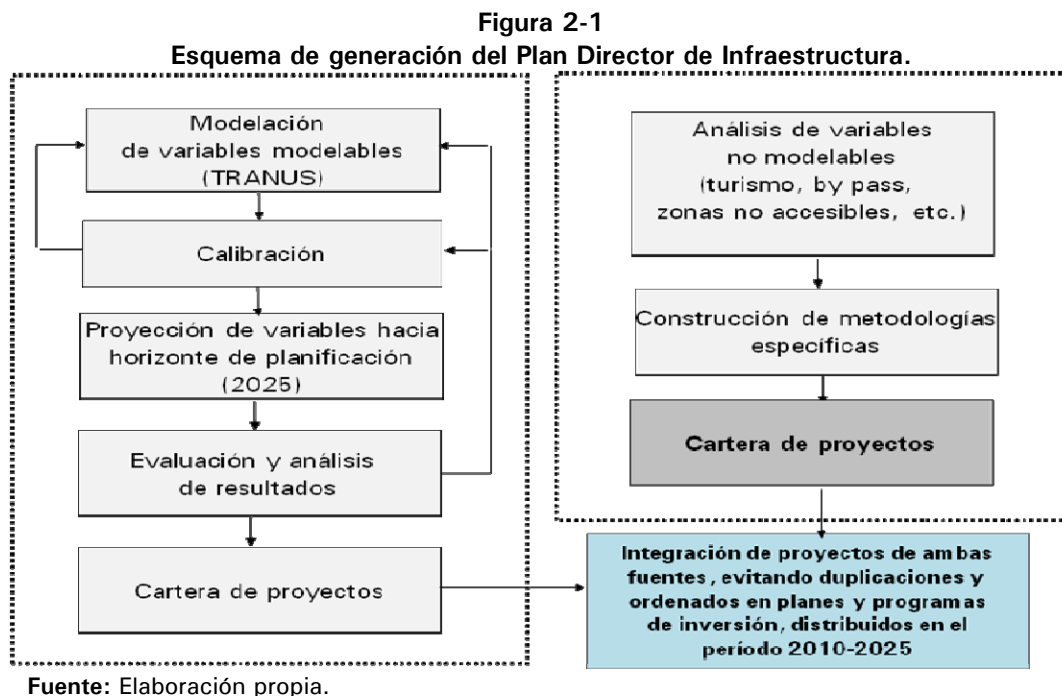 Figura 2-1
Esquema de generación del Plan Director de Infraestructura.
Modelación
de variables modelables
(TRANUS)
Calibración
Proyección de variables hacia
horizonte de planificación
(2025)
Evaluación y análisis
de resultados
Cartera de proyectos
Análisis de variables
no modelables
(turismo, by pass,
zonas no accesibles, etc.)
Construcción de metodologías
específicas
Cartera de proyectos
Integración de proyectos de ambas
fuentes, evitando duplicaciones y
ordenados en planes y programas
de inversión, distribuidos en el
período 2010-2025
Fuente: Elaboración propia.